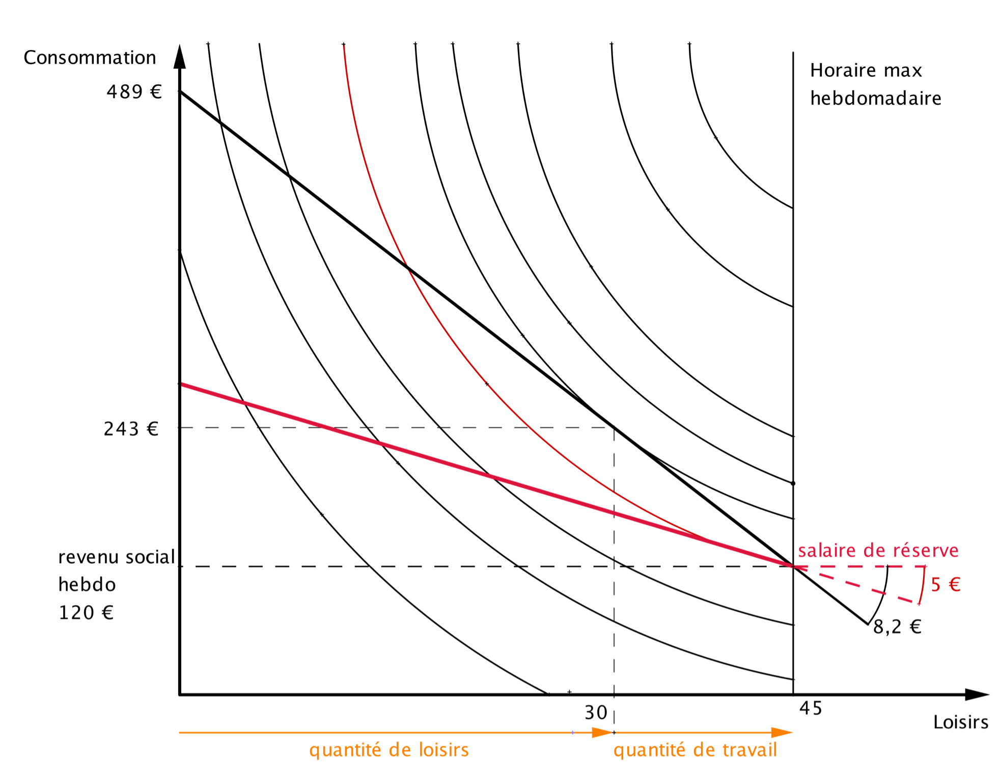 Consommation
489 €
Horaire max
hebdomadaire
243 €
revenu social
hebdo
120 €
salaire de réserve
5 €
8,2 €
30
45
Loisirs
quantité de loisirs
quantité de travail